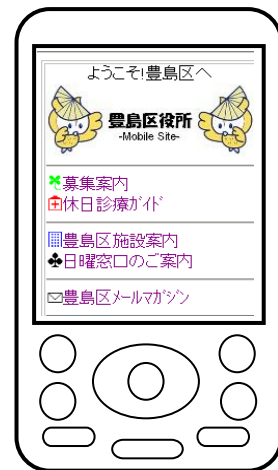 ようこそ!豊島区へ
豊島区役所
-Mobile Site-
募集案内
休日診療ｶﾞｲﾄﾞ
豊島区施設案内
日曜窓口のご案内
豊島区ﾒｰﾙﾏｶﾞｼﾞﾝ